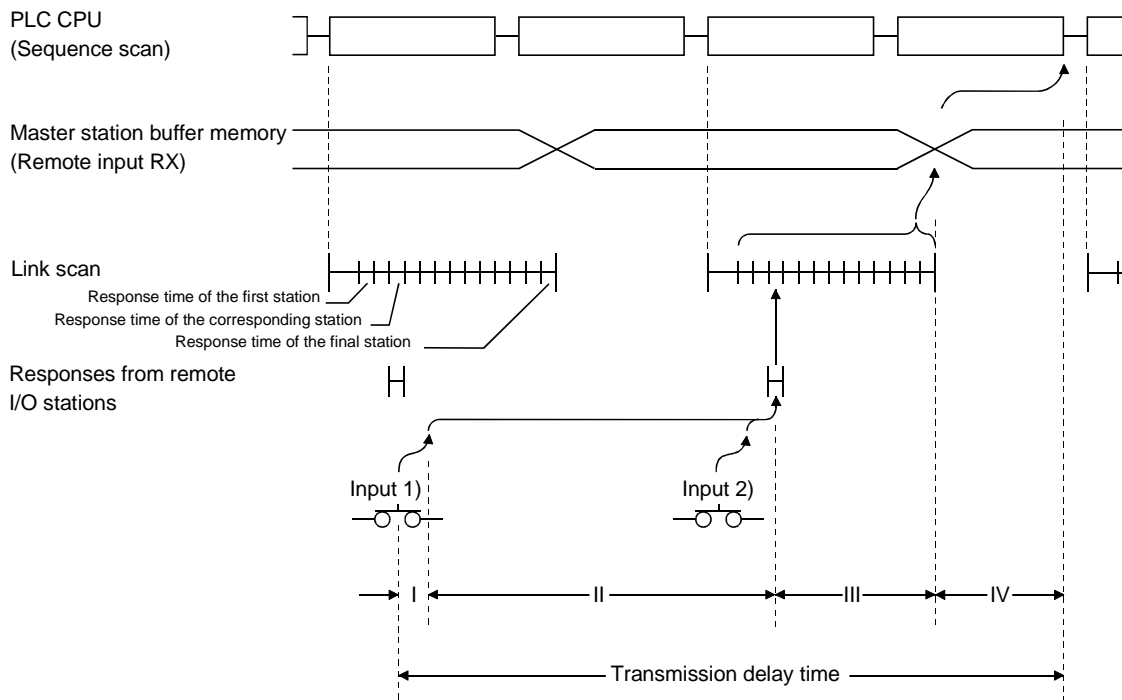 PLC CPU
(Sequence scan)
Master station buffer memory
(Remote input RX)
Link scan
Response time of the first station
Response time of the corresponding station
Response time of the final station
Responses from remote
I/O stations
Input 1)
Input 2)
I
II
III
IV
Transmission delay time